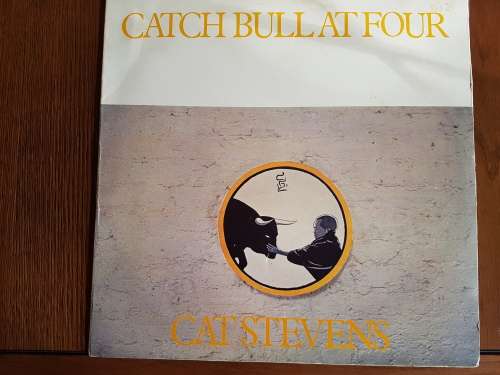 CATCH BULL AT FOUR
CAT STEVENS